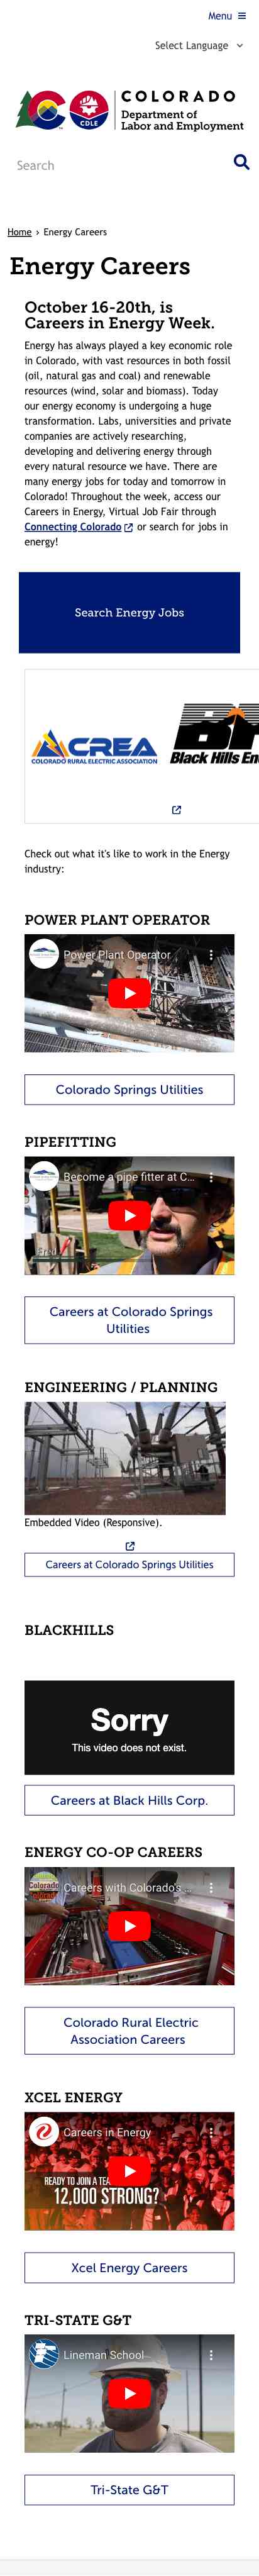 Menu
Select Language
COLORADO
Department of
Labor and Employment
CDLE
Search
Home › Energy Careers
Energy Careers
October 16-20th, is
Careers in Energy Week.
Energy has always played a key economic role
in Colorado, with vast resources in both fossil
(oil, natural gas and coal) and renewable
resources (wind, solar and biomass). Today
our energy economy is undergoing a huge
transformation. Labs, universities and private
companies are actively researching,
developing and delivering energy through
every natural resource we have. There are
many energy jobs for today and tomorrow in
Colorado! Throughout the week, access our
Careers in Energy, Virtual Job Fair through
Connecting Colorado or search for jobs in
energy!
Search Energy Jobs
CREA
COLORADO RURAL ELECTRIC ASSOCIATION
Black Hills En
Check out what it's like to work in the Energy
industry:
POWER PLANT OPERATOR
Power Plant Operator
Colorado Springs Utilities
PIPEFITTING
Become a pipe fitter at C...
Fred
Careers at Colorado Springs
Utilities
ENGINEERING / PLANNING
Embedded Video (Responsive).
Careers at Colorado Springs Utilities
BLACKHILLS
Sorry
This video does not exist.
Careers at Black Hills Corp.
ENERGY CO-OP CAREERS
Careers with Colorado's ...
Colorado Rural Electric
Association Careers
XCEL ENERGY
Careers in Energy
READY TO JOIN A TEA
12,000 STRONG?
Xcel Energy Careers
TRI-STATE G&T
Lineman School
Tri-State G&T